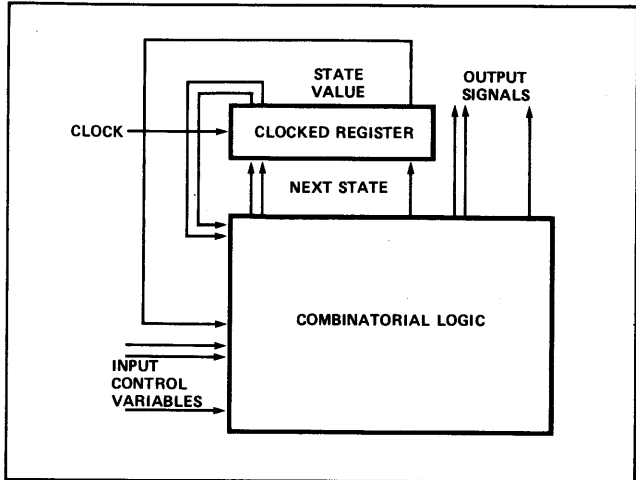 STATE
VALUE
OUTPUT
SIGNALS
CLOCK
CLOCKED REGISTER
NEXT STATE
COMBINATORIAL LOGIC
INPUT
CONTROL
VARIABLES